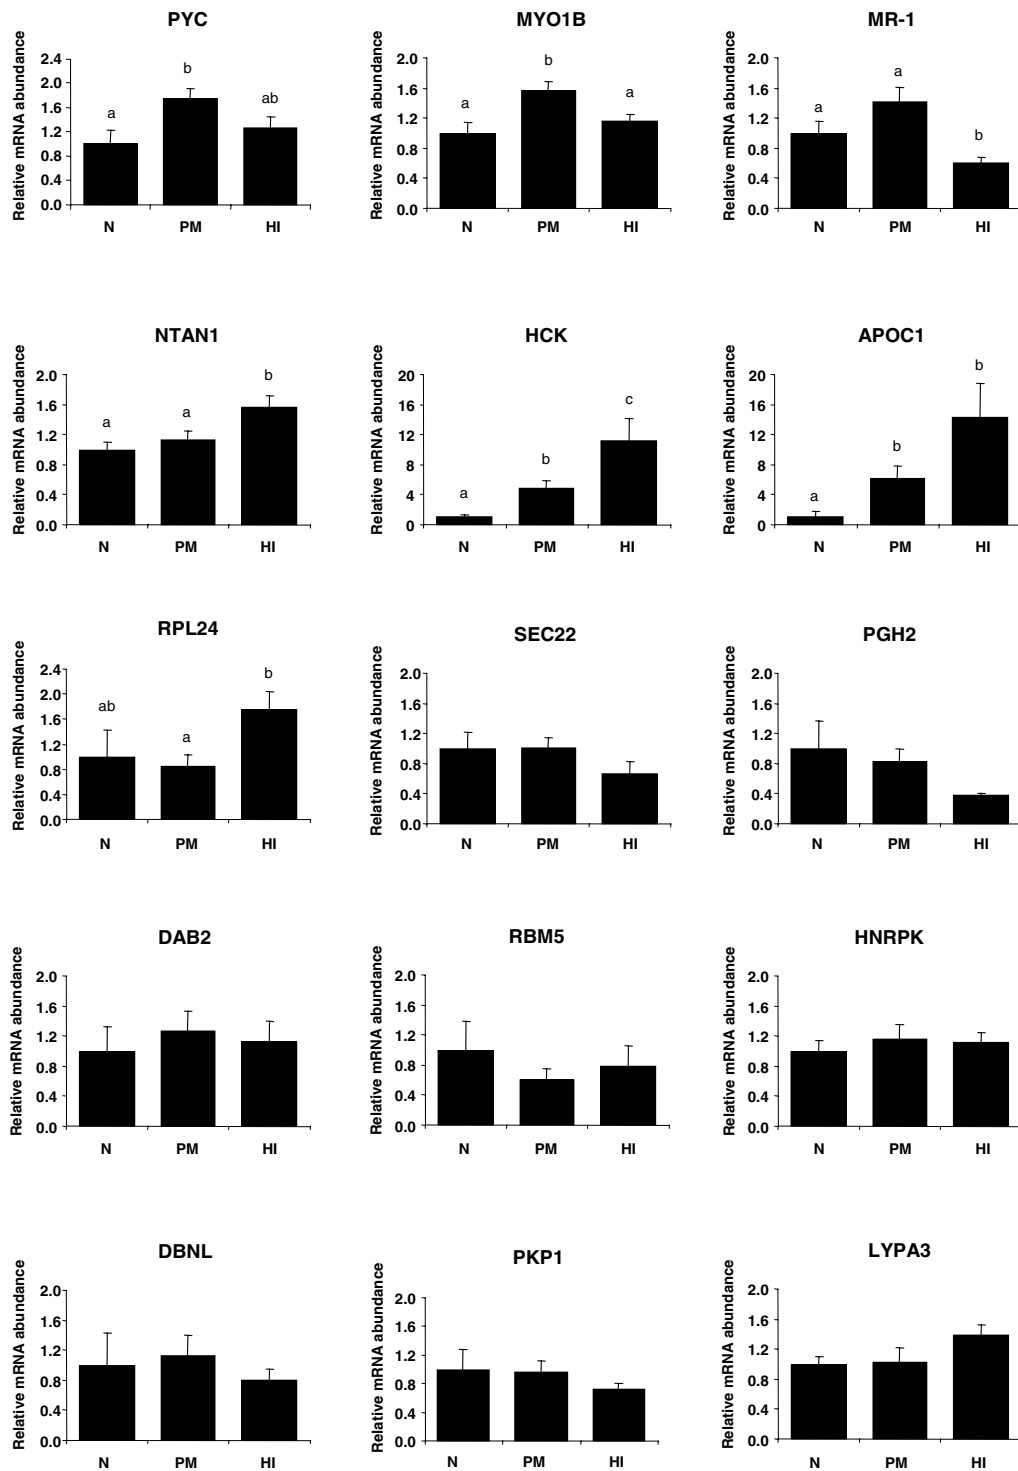 PYC
MYO1B
MR-1
Relative mRNA abundance
2.4
2.0
1.6
1.2
0.8
0.4
0.0
a
b
ab
N
PM
HI
Relative mRNA abundance
2.0
1.6
1.2
0.8
0.4
0.0
a
b
a
N
PM
HI
Relative mRNA abundance
2.0
1.6
1.2
0.8
0.4
0.0
a
a
b
N
PM
HI
NTAN1
HCK
APOC1
Relative mRNA abundance
2.0
1.6
1.2
0.8
0.4
0.0
a
a
b
N
PM
HI
Relative mRNA abundance
20
16
12
8
4
0
a
b
c
N
PM
HI
Relative mRNA abundance
20
16
12
8
4
0
a
b
b
N
PM
HI
RPL24
SEC22
PGH2
Relative mRNA abundance
2.4
2.0
1.6
1.2
0.8
0.4
0.0
ab
a
b
N
PM
HI
Relative mRNA abundance
2.0
1.6
1.2
0.8
0.4
0.0
N
PM
HI
Relative mRNA abundance
2.0
1.6
1.2
0.8
0.4
0.0
N
PM
HI
DAB2
RBM5
HNRPK
Relative mRNA abundance
2.0
1.6
1.2
0.8
0.4
0.0
N
PM
HI
Relative mRNA abundance
2.0
1.6
1.2
0.8
0.4
0.0
N
PM
HI
Relative mRNA abundance
2.0
1.6
1.2
0.8
0.4
0.0
N
PM
HI
DBNL
PKP1
LYPA3
Relative mRNA abundance
2.0
1.6
1.2
0.8
0.4
0.0
N
PM
HI
Relative mRNA abundance
2.0
1.6
1.2
0.8
0.4
0.0
N
PM
HI
Relative mRNA abundance
2.0
1.6
1.2
0.8
0.4
0.0
N
PM
HI